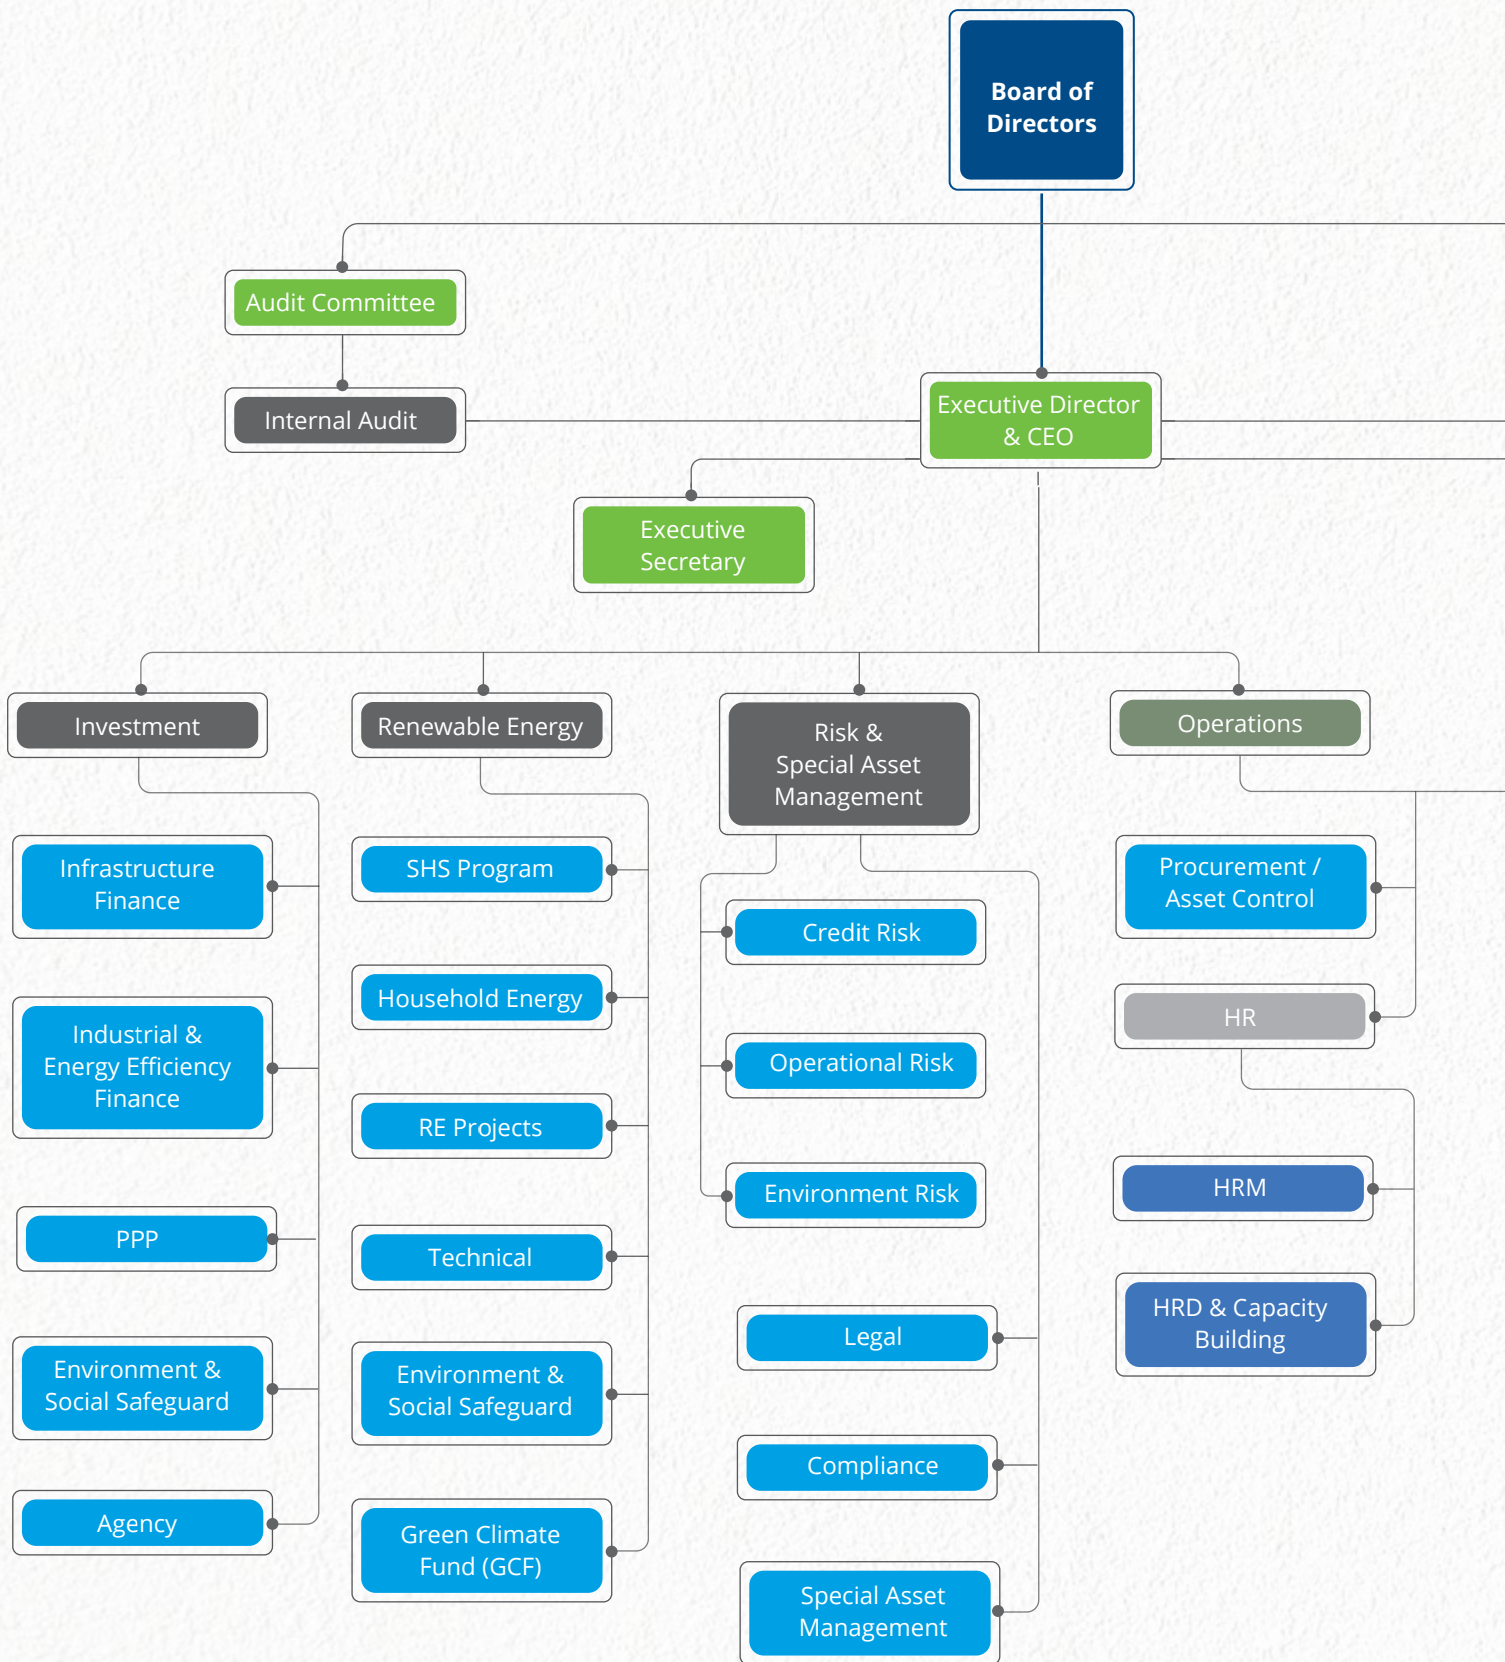 Board of
Directors
Audit Committee
Internal Audit
Executive Director
& CEO
Executive
Secretary
Investment
Infrastructure
Finance
Industrial &
Energy Efficiency
Finance
PPP
Environment &
Social Safeguard
Agency
Renewable Energy
SHS Program
Household Energy
RE Projects
Technical
Environment &
Social Safeguard
Green Climate
Fund (GCF)
Risk &
Special Asset
Management
Credit Risk
Operational Risk
Environment Risk
Legal
Compliance
Special Asset
Management
Operations
Procurement /
Asset Control
HR
HRM
HRD & Capacity
Building